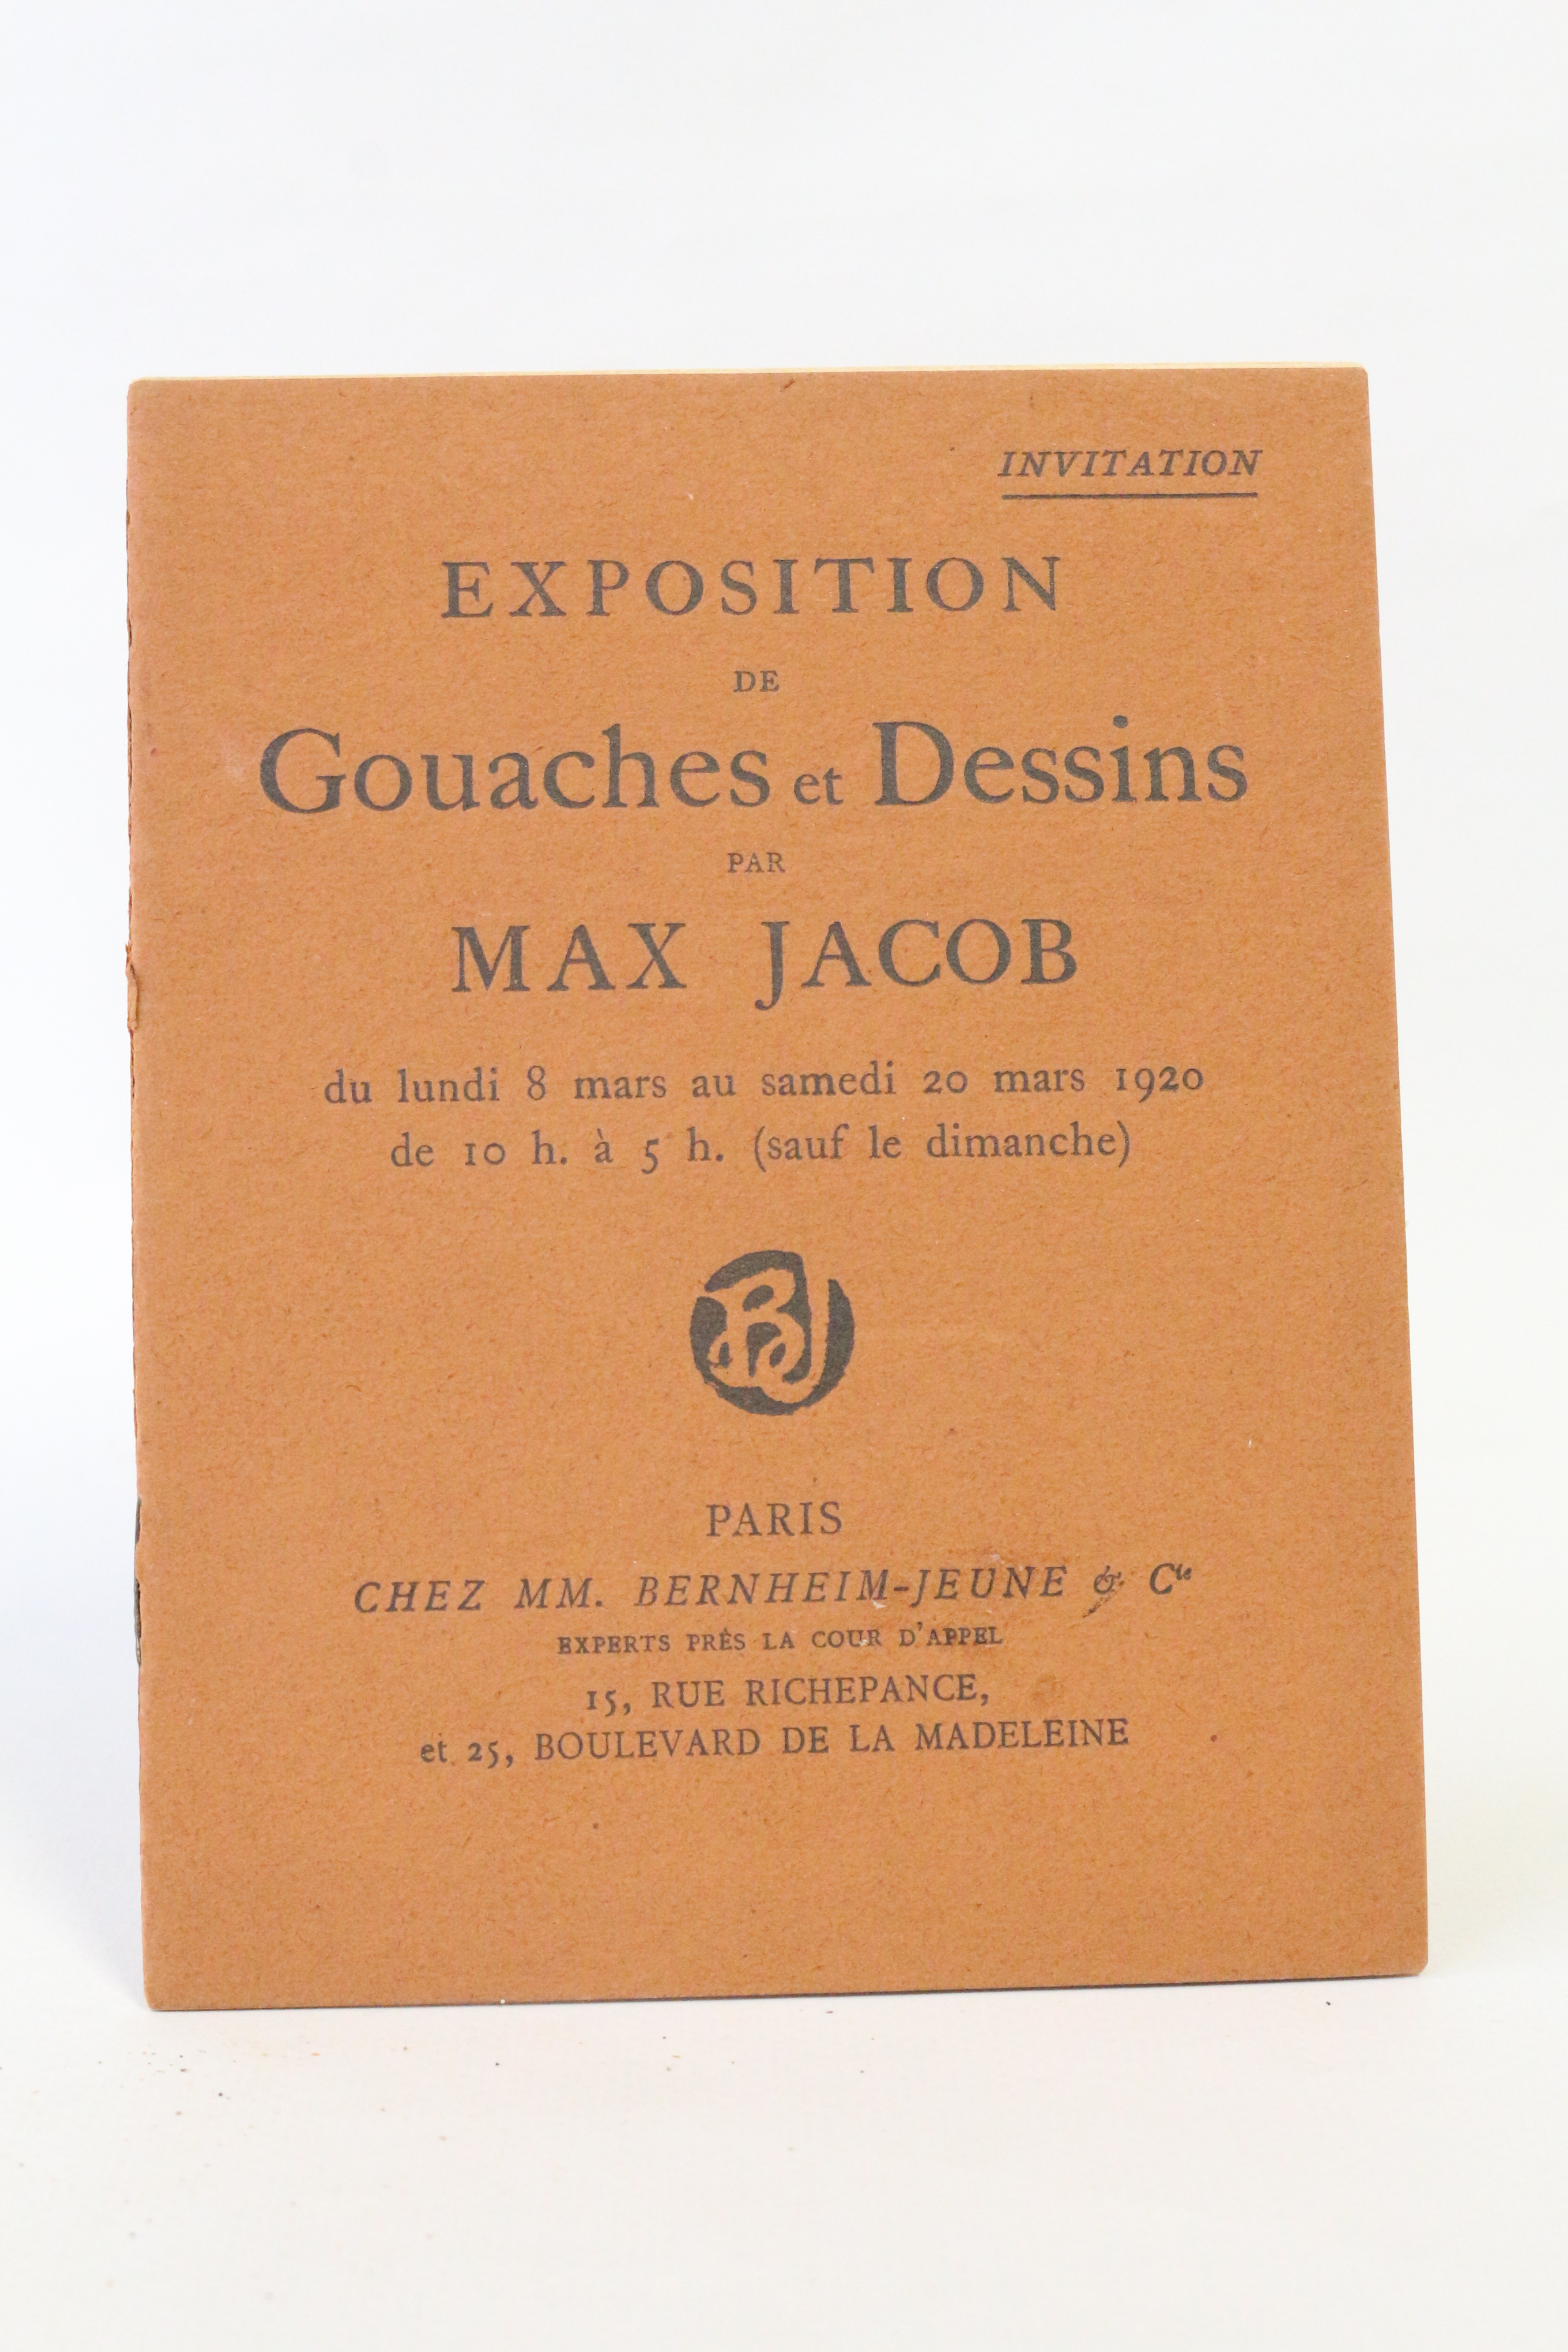 INVITATION
EXPOSITION
DE
Gouaches et Dessins
PAR
MAX JACOB
du lundi 8 mars au samedi 20 mars 1920
de 10 h. à 5 h. (sauf le dimanche)
BJ
PARIS
CHEZ MM. BERNHEIM-JEUNE & Cie
EXPERTS PRÈS LA COUR D'APPEL
15, RUE RICHEPANCE,
et 25, BOULEVARD DE LA MADELEINE